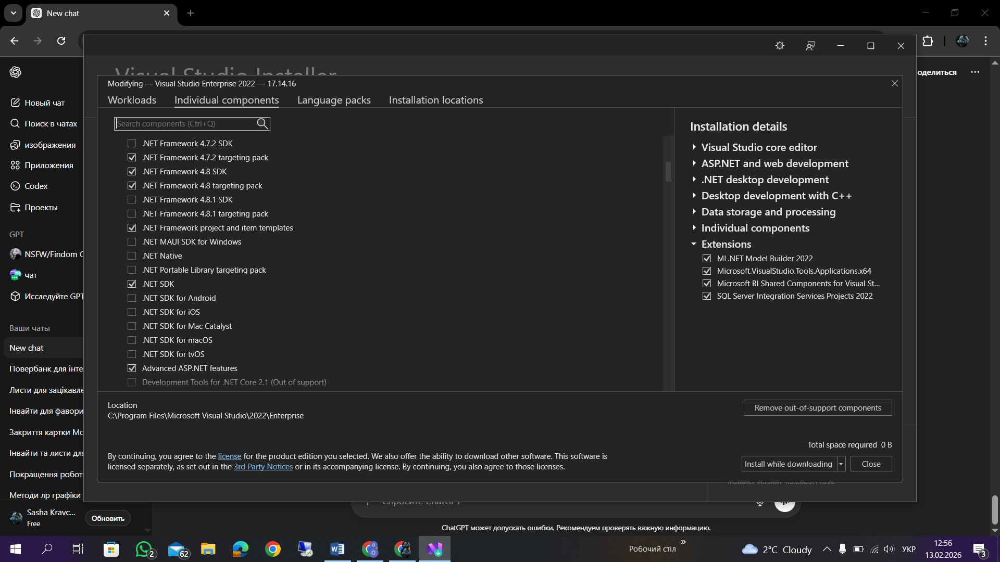 New chat
Visual Studio Installer
Поделиться
Modifying — Visual Studio Enterprise 2022 — 17.14.16
Workloads
Individual components
Language packs
Installation locations
Search components (Ctrl+Q)
.NET Framework 4.7.2 SDK
.NET Framework 4.7.2 targeting pack
.NET Framework 4.8 SDK
.NET Framework 4.8 targeting pack
.NET Framework 4.8.1 SDK
.NET Framework 4.8.1 targeting pack
.NET Framework project and item templates
.NET MAUI SDK for Windows
.NET Native
.NET Portable Library targeting pack
.NET SDK
.NET SDK for Android
.NET SDK for iOS
.NET SDK for Mac Catalyst
.NET SDK for macOS
.NET SDK for tvOS
Advanced ASP.NET features
Development Tools for .NET Core 2.1 (Out of support)
Installation details
Visual Studio core editor
ASP.NET and web development
.NET desktop development
Desktop development with C++
Data storage and processing
Individual components
Extensions
ML.NET Model Builder 2022
Microsoft.VisualStudio.Tools.Applications.x64
Microsoft BI Shared Components for Visual St...
SQL Server Integration Services Projects 2022
Location
C:\Program Files\Microsoft Visual Studio\2022\Enterprise
Remove out-of-support components
Total space required 0 B
By continuing, you agree to the license for the product edition you selected. We also offer the ability to download other software. This software is
licensed separately, as set out in the 3rd Party Notices or in its accompanying license. By continuing, you also agree to those licenses.
Install while downloading
Close
Новый чат
Поиск в чатах
изображения
Приложения
Codex
Проекты
GPT
NSFW/Findom C
чат
Исследуйте GPT
Ваши чаты
New chat
Повербанк для інте
Листи для зацікавле
Інвайти для фавори
Закриття картки Мо
Інвайти та листи для
Покращення роботи
Методи лр графіки
Sasha Kravc...
Free
Обновить
Спросите ChatGPT
ChatGPT может допускать ошибки. Рекомендуем проверять важную информацию.
2
62
Робочий стіл
2°C Cloudy
УКР
12:56
13.02.2026
3